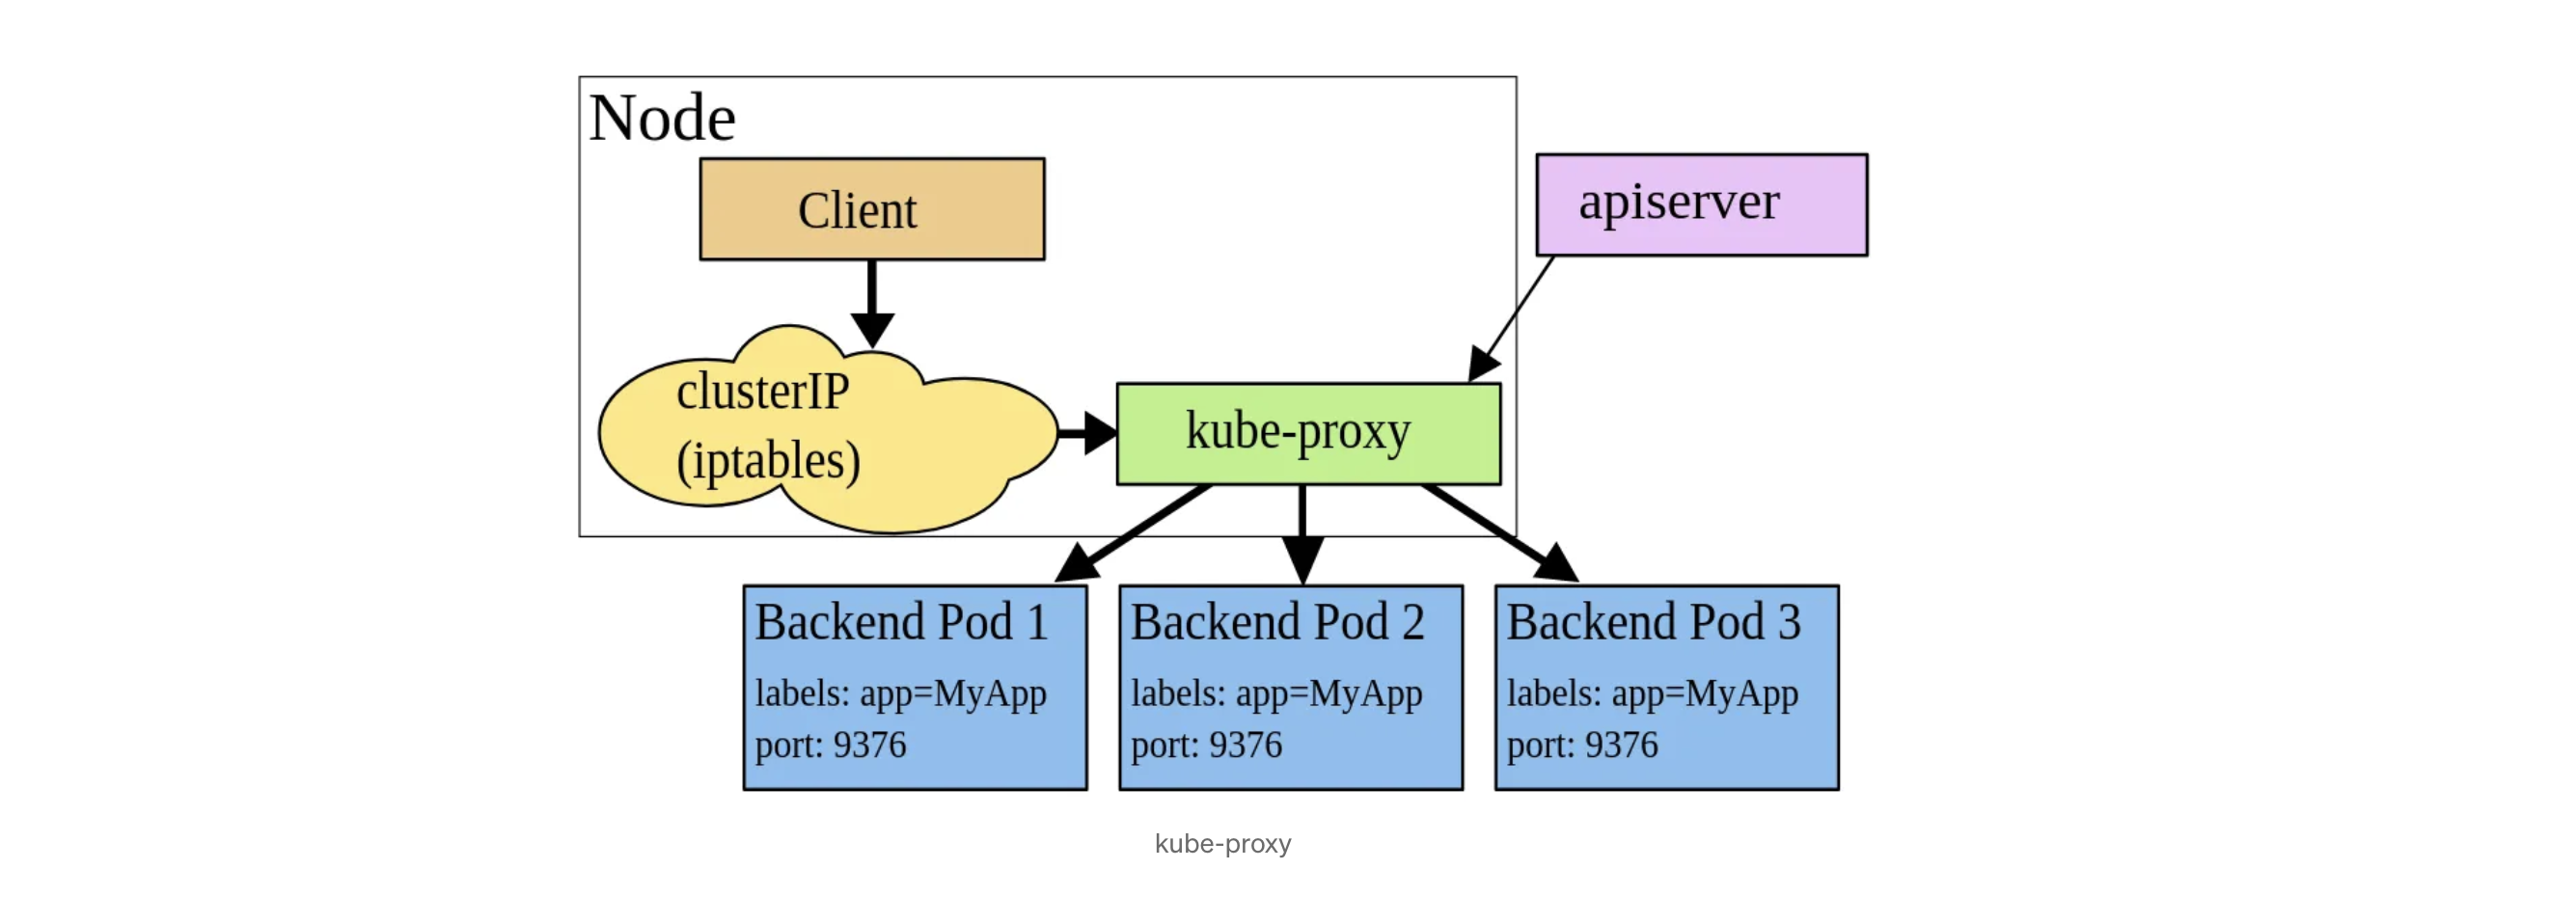 Node
Client
apiserver
clusterIP
(iptables)
kube-proxy
Backend Pod 1
labels: app=MyApp
port: 9376
Backend Pod 2
labels: app=MyApp
port: 9376
Backend Pod 3
labels: app=MyApp
port: 9376
kube-proxy